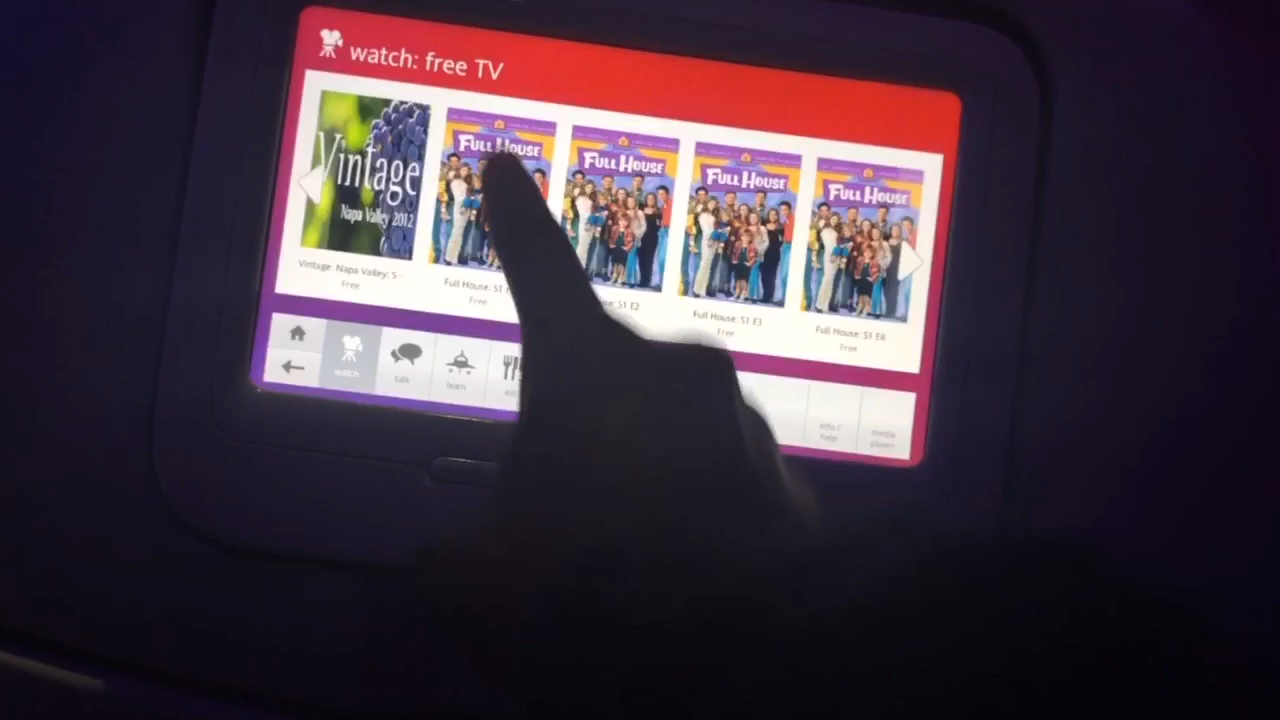 watch: free TV
Vintage
Napa Valley 2012
FULL HOUSE
FULL HOUSE
FULL HOUSE
FULL HOUSE
Vintage: Napa Valley: S
Free
Full House: S1
Free
S1 E2
Full House: S1 E3
Free
Full House: S1 E4
Free
watch
talk
learn
info /
help
media
player